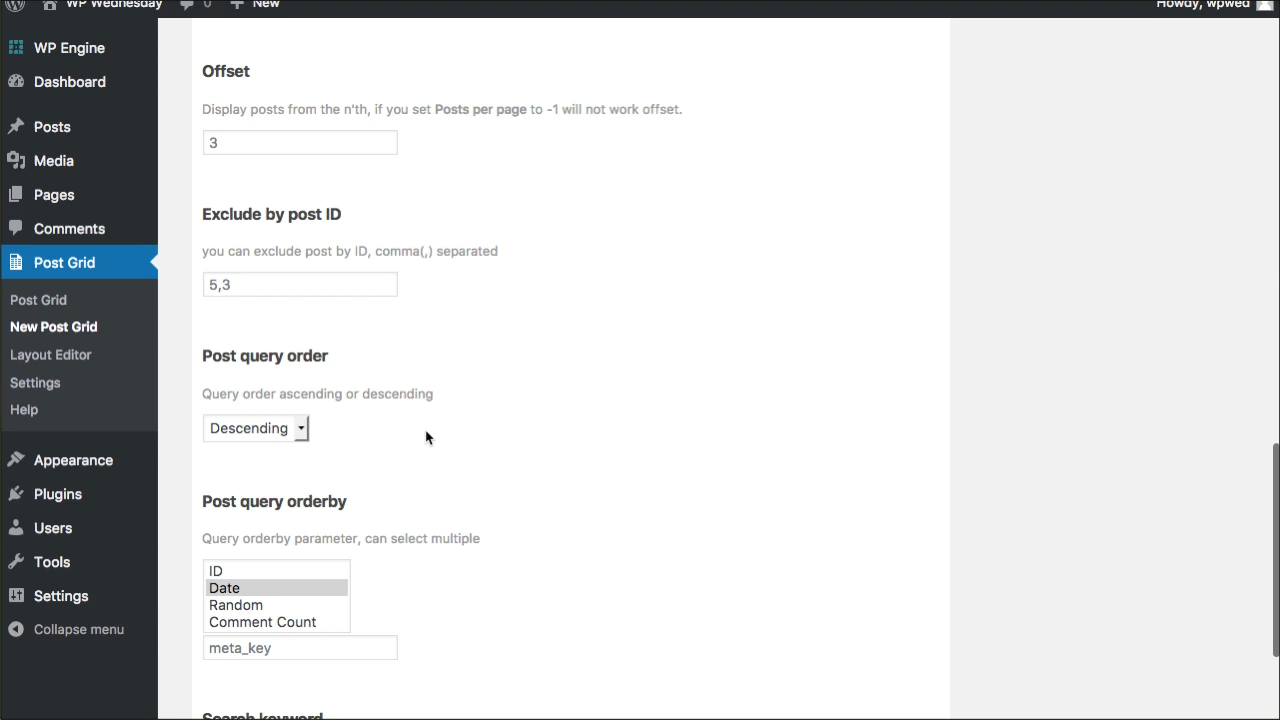 WP Wednesday 0 New Howdy, wpwed
WP Engine
Dashboard
Posts
Media
Pages
Comments
Post Grid
Post Grid
New Post Grid
Layout Editor
Settings
Help
Appearance
Plugins
Users
Tools
Settings
Collapse menu
Offset
Display posts from the n'th, if you set Posts per page to -1 will not work offset.
3
Exclude by post ID
you can exclude post by ID, comma(,) separated
5,3
Post query order
Query order ascending or descending
Descending
Post query orderby
Query orderby parameter, can select multiple
ID
Date
Random
Comment Count
meta_key
Search keyword